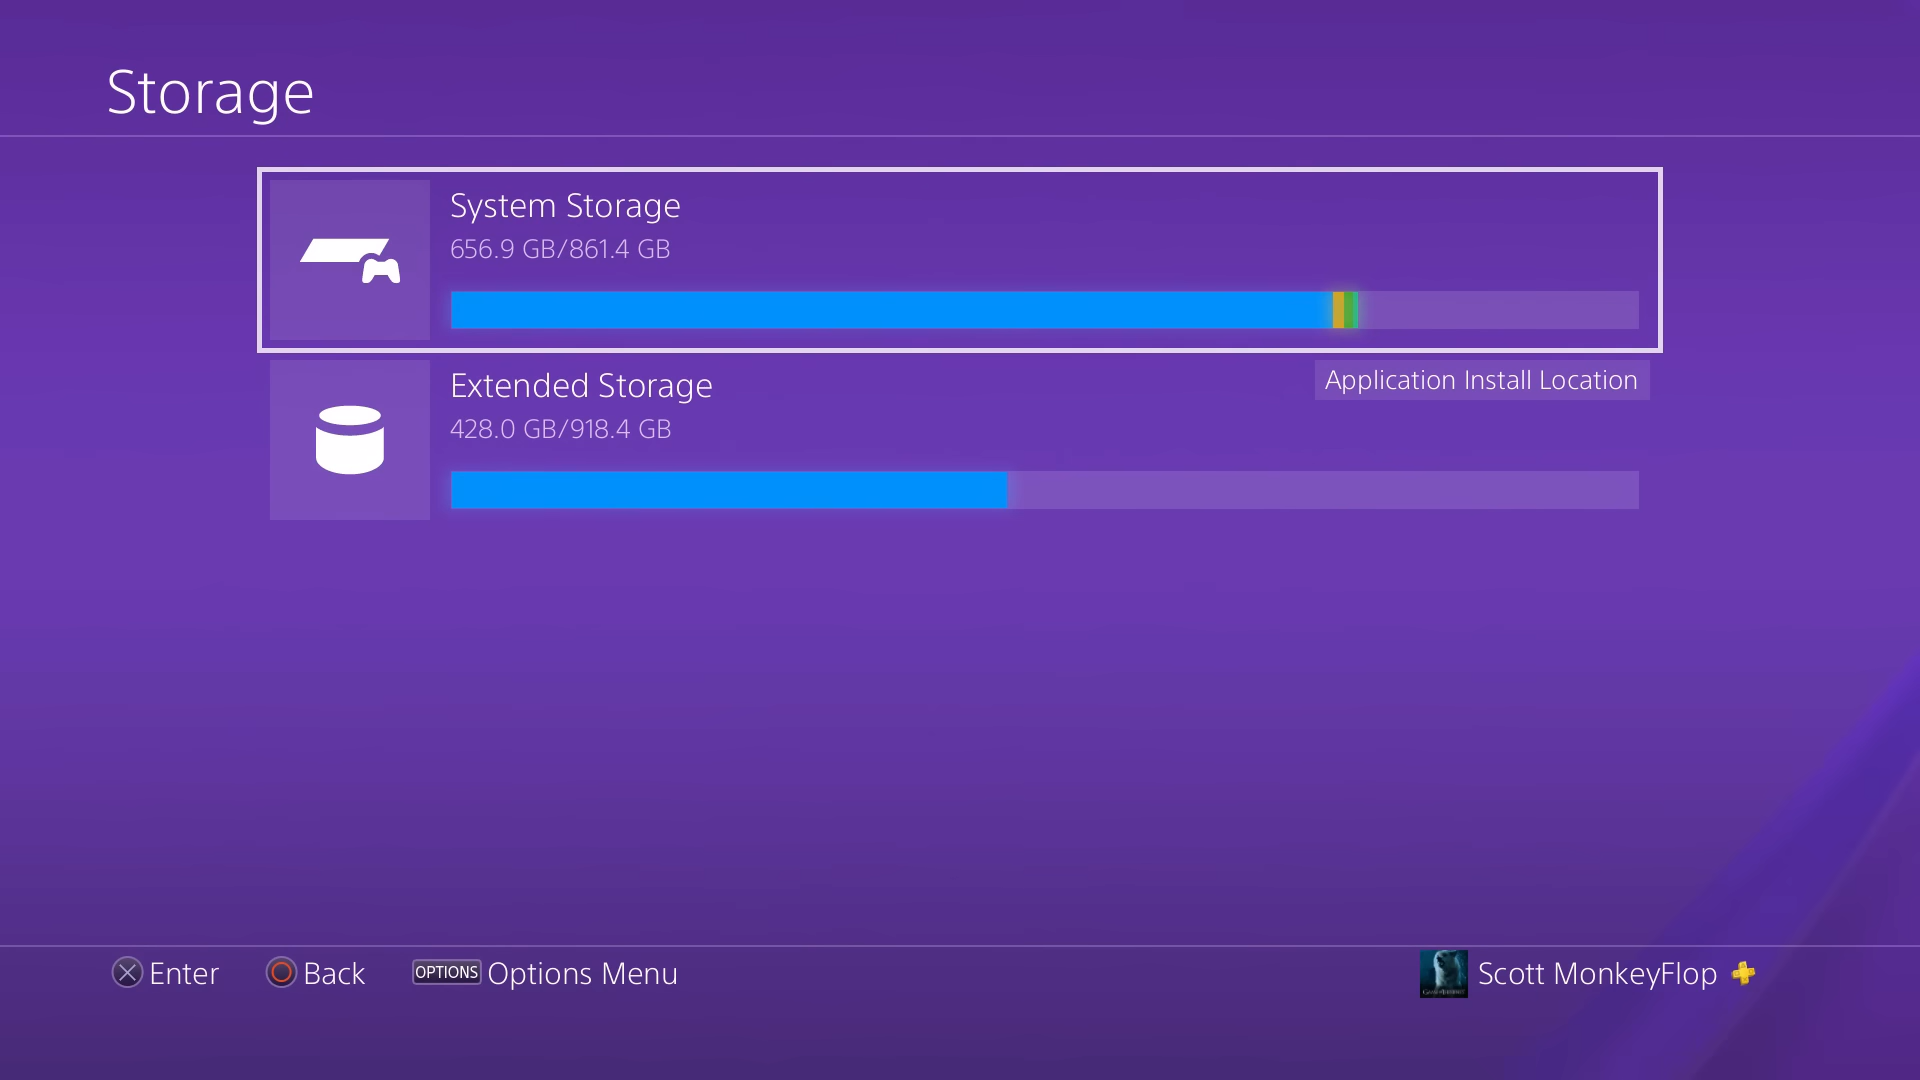 Storage
System Storage
656.9 GB/861.4 GB
Extended Storage
Application Install Location
428.0 GB/918.4 GB
Enter
Back
OPTIONS Options Menu
Scott MonkeyFlop